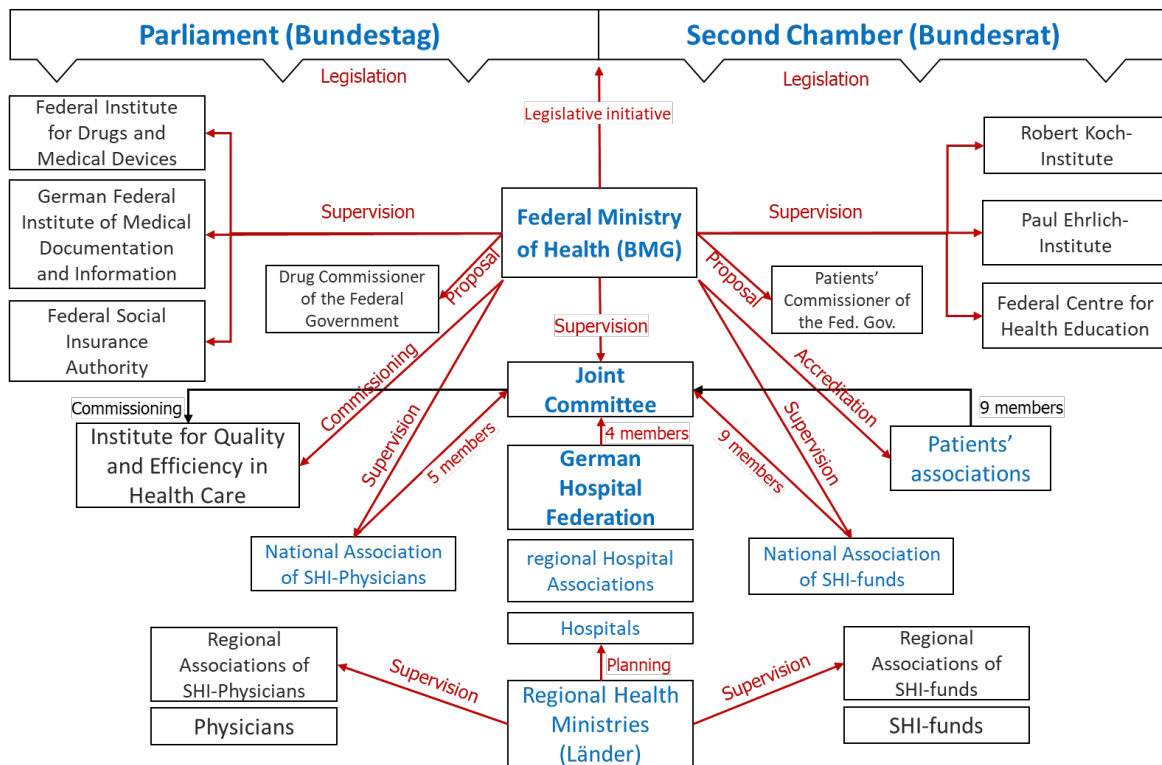 Parliament (Bundestag)
Second Chamber (Bundesrat)
Legislation
Legislation
Legislative initiative
Federal Institute
for Drugs and
Medical Devices
German Federal
Institute of Medical
Documentation
and Information
Federal Social
Insurance
Authority
Supervision
Federal Ministry
of Health (BMG)
Supervision
Robert Koch-
Institute
Paul Ehrlich-
Institute
Federal Centre for
Health Education
Drug Commissioner
of the Federal
Government
Proposal
Proposal
Patients’
Commissioner of
the Fed. Gov.
Supervision
Commissioning
Supervision
Accreditation
Supervision
Joint
Committee
Commissioning
9 members
Institute for Quality
and Efficiency in
Health Care
5 members
4 members
9 members
Patients’
associations
German
Hospital
Federation
National Association
of SHI-Physicians
regional Hospital
Associations
National Association
of SHI-funds
Hospitals
Regional
Associations of
SHI-Physicians
Physicians
Supervision
Planning
Supervision
Regional Health
Ministries
(Länder)
Regional
Associations of
SHI-funds
SHI-funds